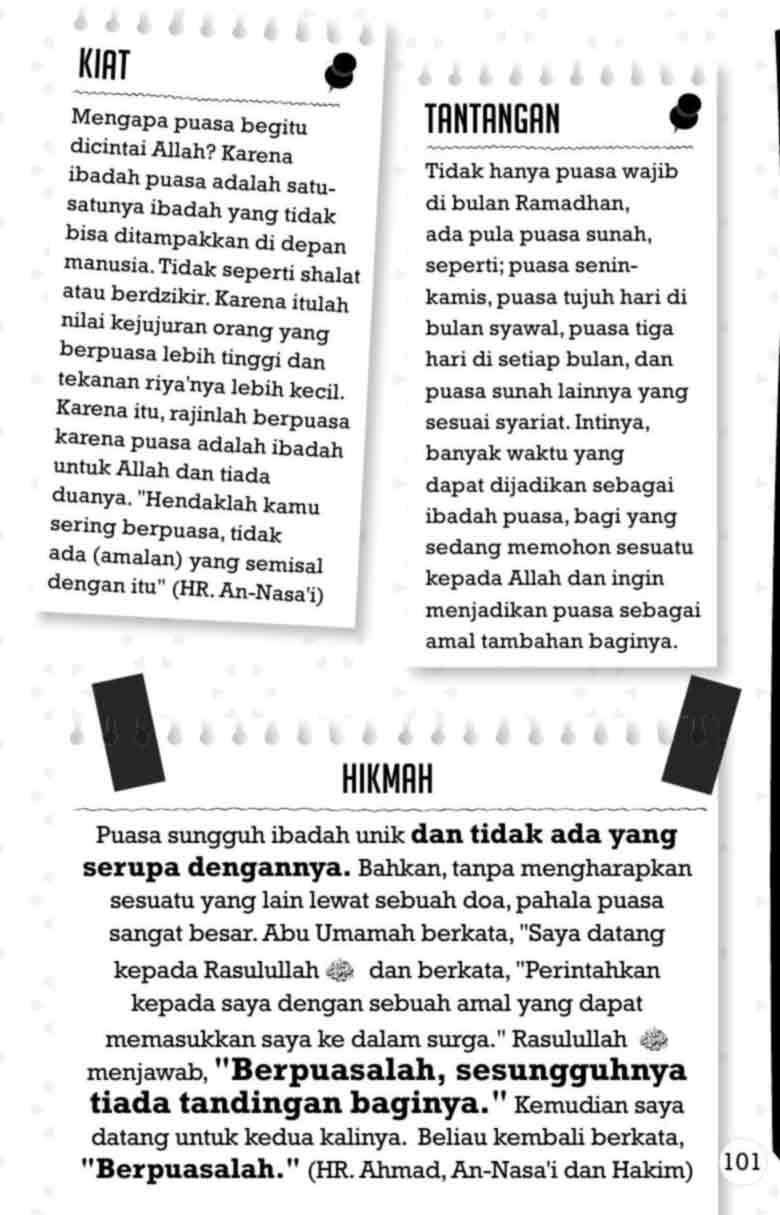 KIAT
Mengapa puasa begitu
dicintai Allah? Karena
ibadah puasa adalah satu-
satunya ibadah yang tidak
bisa ditampakkan di depan
manusia. Tidak seperti shalat
atau berdzikir. Karena itulah
nilai kejujuran orang yang
berpuasa lebih tinggi dan
tekanan riya'nya lebih kecil.
Karena itu, rajinlah berpuasa
karena puasa adalah ibadah
untuk Allah dan tiada
duanya. "Hendaklah kamu
sering berpuasa, tidak
ada (amalan) yang semisal
dengan itu" (HR. An-Nasa'i)
TANTANGAN
Tidak hanya puasa wajib
di bulan Ramadhan,
ada pula puasa sunah,
seperti; puasa senin-
kamis, puasa tujuh hari di
bulan syawal, puasa tiga
hari di setiap bulan, dan
puasa sunah lainnya yang
sesuai syariat. Intinya,
banyak waktu yang
dapat dijadikan sebagai
ibadah puasa, bagi yang
sedang memohon sesuatu
kepada Allah dan ingin
menjadikan puasa sebagai
amal tambahan baginya.
HIKMAH
Puasa sungguh ibadah unik dan tidak ada yang
serupa dengannya. Bahkan, tanpa mengharapkan
sesuatu yang lain lewat sebuah doa, pahala puasa
sangat besar. Abu Umamah berkata, "Saya datang
kepada Rasulullah ﷺ dan berkata, "Perintahkan
kepada saya dengan sebuah amal yang dapat
memasukkan saya ke dalam surga." Rasulullah ﷺ
menjawab, "Berpuasalah, sesungguhnya
tiada tandingan baginya." Kemudian saya
datang untuk kedua kalinya. Beliau kembali berkata,
"Berpuasalah." (HR. Ahmad, An-Nasa'i dan Hakim)
101